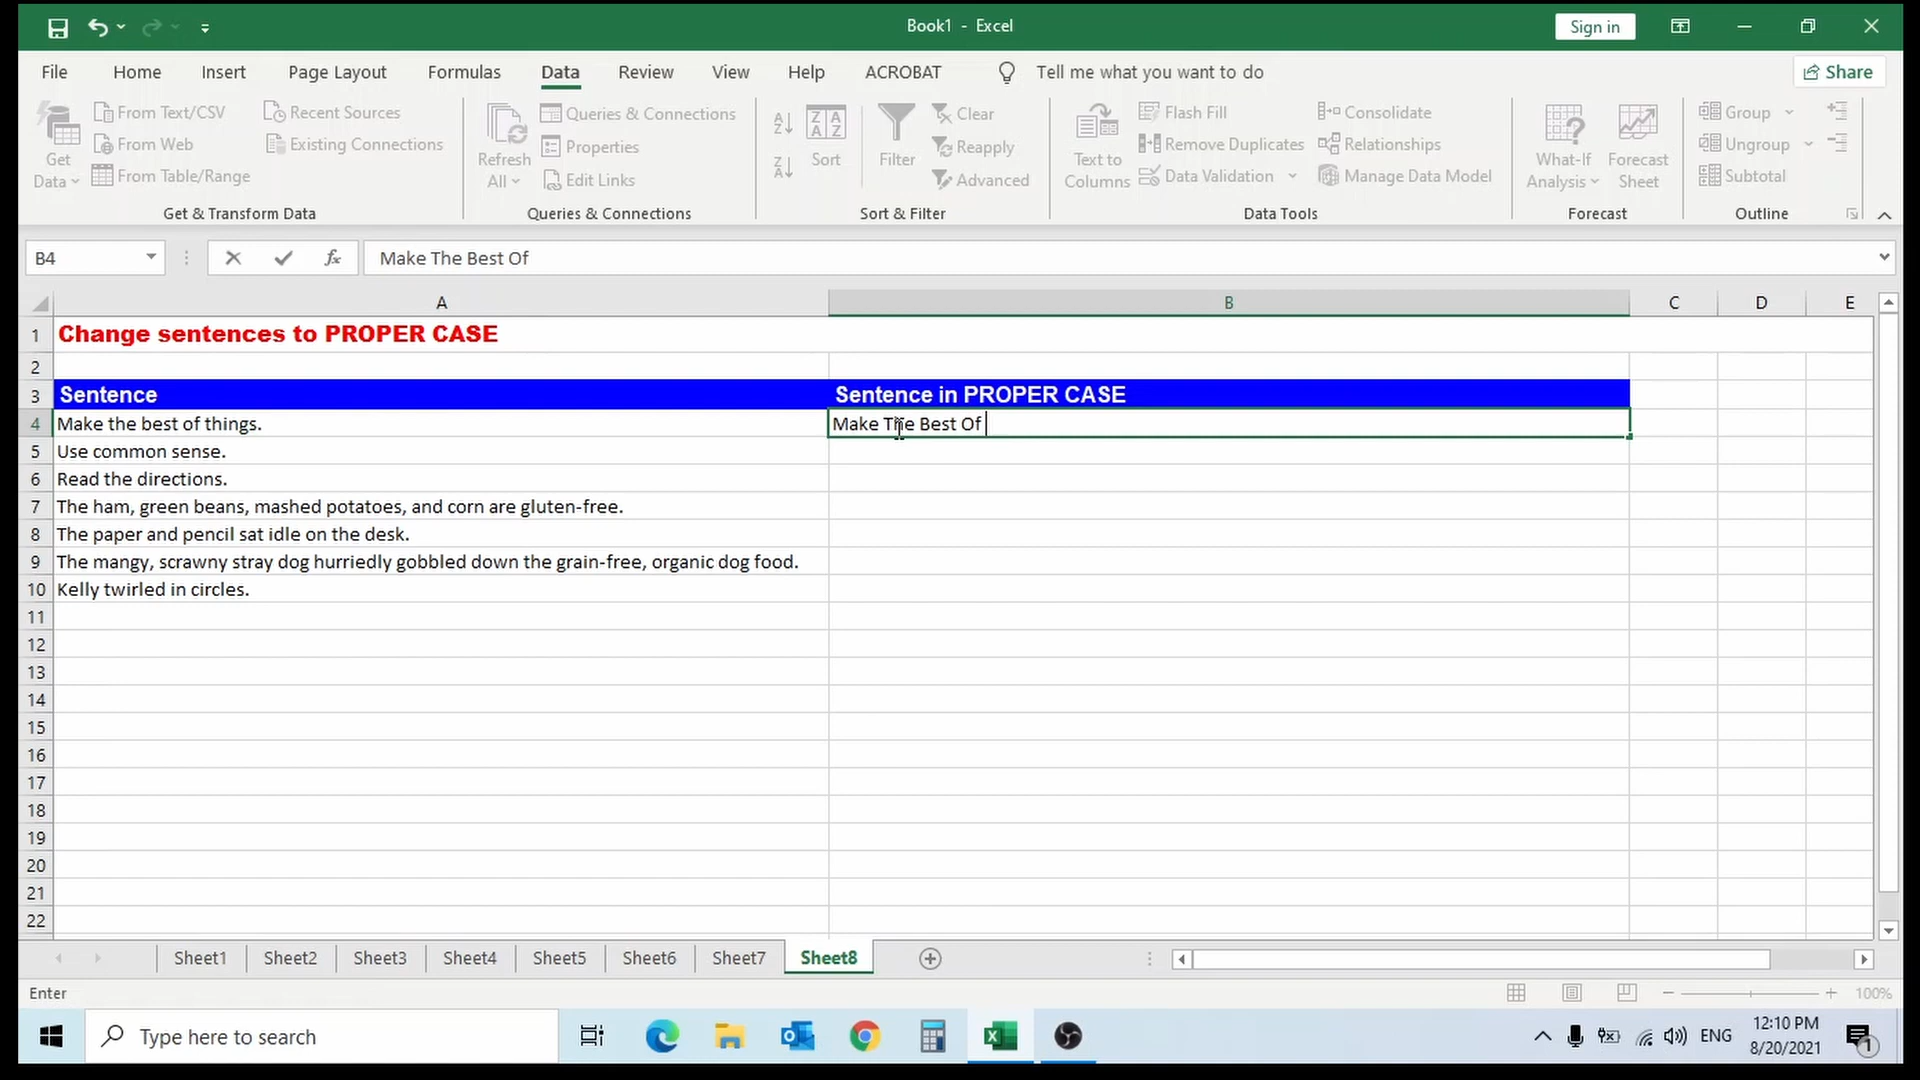 Book1 - Excel
Sign in
File Home Insert Page Layout Formulas Data Review View Help ACROBAT Tell me what you want to do Share
Get Data
From Text/CSV
From Web
From Table/Range
Recent Sources
Existing Connections
Get & Transform Data
Refresh All
Queries & Connections
Properties
Edit Links
Queries & Connections
Sort
Filter
Clear
Reapply
Advanced
Sort & Filter
Text to Columns
Flash Fill
Remove Duplicates
Data Validation
Consolidate
Relationships
Manage Data Model
Data Tools
What-If Analysis
Forecast Sheet
Forecast
Group
Ungroup
Subtotal
Outline
B4 fx Make The Best Of
A B C D E
1 Change sentences to PROPER CASE
2
3 Sentence Sentence in PROPER CASE
4 Make the best of things. Make The Best Of
5 Use common sense.
6 Read the directions.
7 The ham, green beans, mashed potatoes, and corn are gluten-free.
8 The paper and pencil sat idle on the desk.
9 The mangy, scrawny stray dog hurriedly gobbled down the grain-free, organic dog food.
10 Kelly twirled in circles.
11
12
13
14
15
16
17
18
19
20
21
22
Sheet1 Sheet2 Sheet3 Sheet4 Sheet5 Sheet6 Sheet7 Sheet8
Enter 100%
Type here to search ENG 12:10 PM
8/20/2021 1